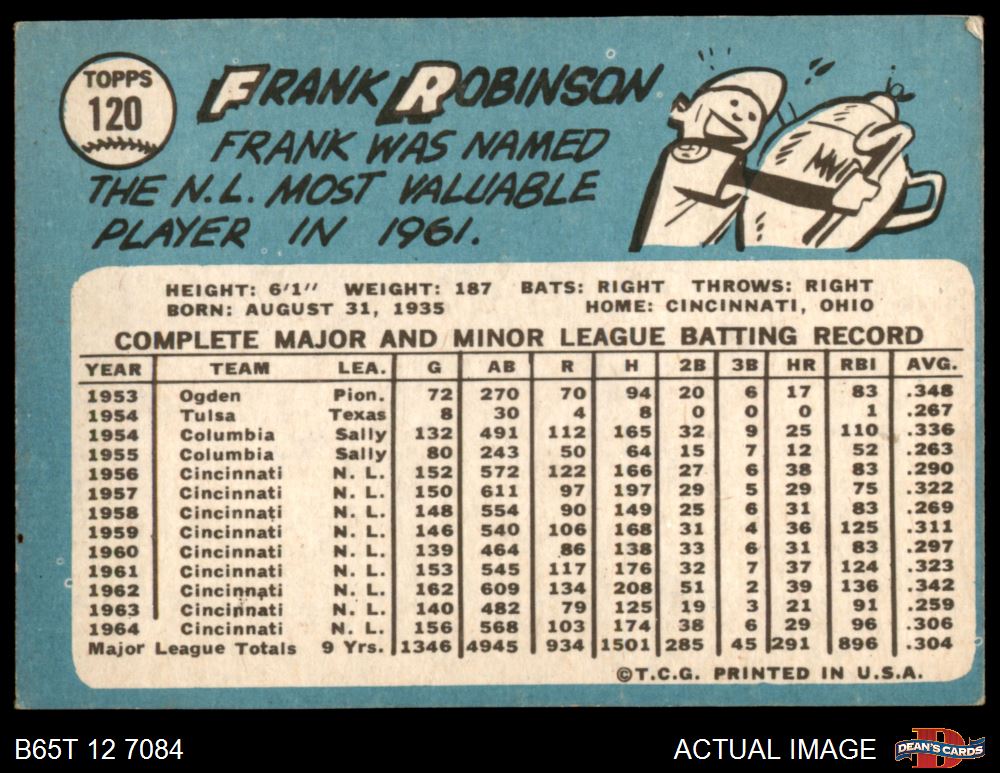 TOPPS
120
FRANK ROBINSON
FRANK WAS NAMED
THE N.L. MOST VALUABLE
PLAYER IN 1961.
MVP
HEIGHT: 6'1" WEIGHT: 187 BATS: RIGHT THROWS: RIGHT
BORN: AUGUST 31, 1935 HOME: CINCINNATI, OHIO
COMPLETE MAJOR AND MINOR LEAGUE BATTING RECORD
YEAR TEAM LEA. G AB R H 2B 3B HR RBI AVG.
1953 Ogden Pion. 72 270 70 94 20 6 17 83 .348
1954 Tulsa Texas 8 30 4 8 0 0 0 1 .267
1954 Columbia Sally 132 491 112 165 32 9 25 110 .336
1955 Columbia Sally 80 243 50 64 15 7 12 52 .263
1956 Cincinnati N. L. 152 572 122 166 27 6 38 83 .290
1957 Cincinnati N. L. 150 611 97 197 29 5 29 75 .322
1958 Cincinnati N. L. 148 554 90 149 25 6 31 83 .269
1959 Cincinnati N. L. 146 540 106 168 31 4 36 125 .311
1960 Cincinnati N. L. 139 464 86 138 33 6 31 83 .297
1961 Cincinnati N. L. 153 545 117 176 32 7 37 124 .323
1962 Cincinnati N. L. 162 609 134 208 51 2 39 136 .342
1963 Cincinnati N. L. 140 482 79 125 19 3 21 91 .259
1964 Cincinnati N. L. 156 568 103 174 38 6 29 96 .306
Major League Totals 9 Yrs. 1346 4945 934 1501 285 45 291 896 .304
©T.C.G. PRINTED IN U.S.A.
B65T 12 7084
ACTUAL IMAGE
D
DEAN'S CARDS